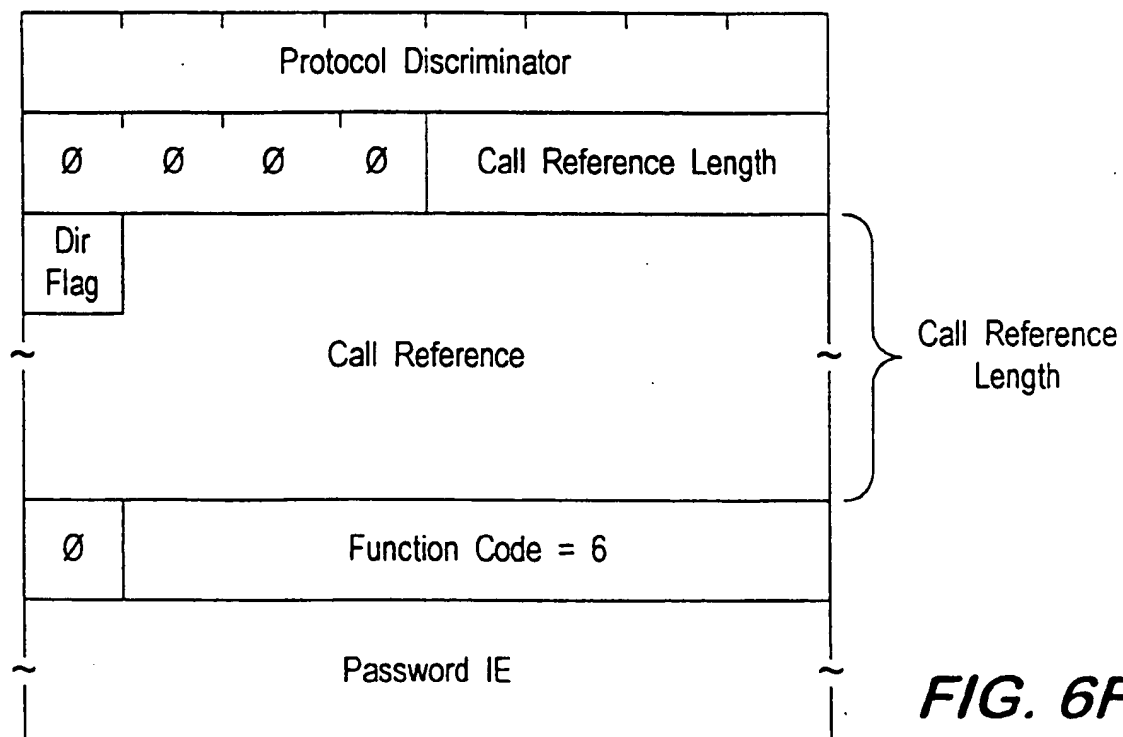 Protocol Discriminator
Ø Ø Ø Ø Call Reference Length
Dir
Flag
Call Reference
Call Reference
Length
Ø Function Code = 6
~ Password IE ~
FIG. 6F